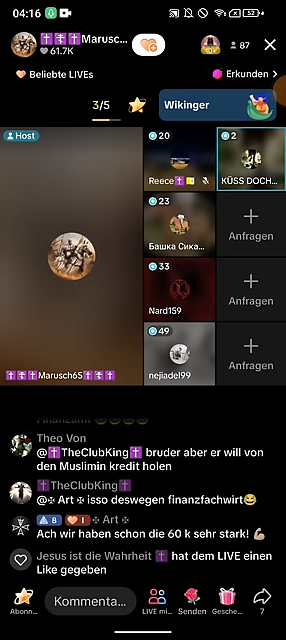 04:16
52
✝️☦️✝️Marusc...
61.7K
87
Beliebte LIVEs
Erkunden >
3/5
Wikinger
Host
20
2
Reece✝️
KÜSS DOCH...
23
Башка Сика...
Anfragen
33
Nard159
Anfragen
49
nejiadel99
Anfragen
✝️☦️✝️Marusch65✝️☦️✝️
Finanzamt
Theo Von
@✝️TheClubKing✝️ bruder aber er will von
den Muslimin kredit holen
✝️TheClubKing✝️
@✠ Art ✠ isso deswegen finanzfachwirt😂
8 1 ✠ Art ✠
Ach wir haben schon die 60 k sehr stark! 💪🏼
Jesus ist die Wahrheit ✝️ hat dem LIVE einen
Like gegeben
Kommenta...
Abonn...
LIVE mi...
Senden
Gesche...
7